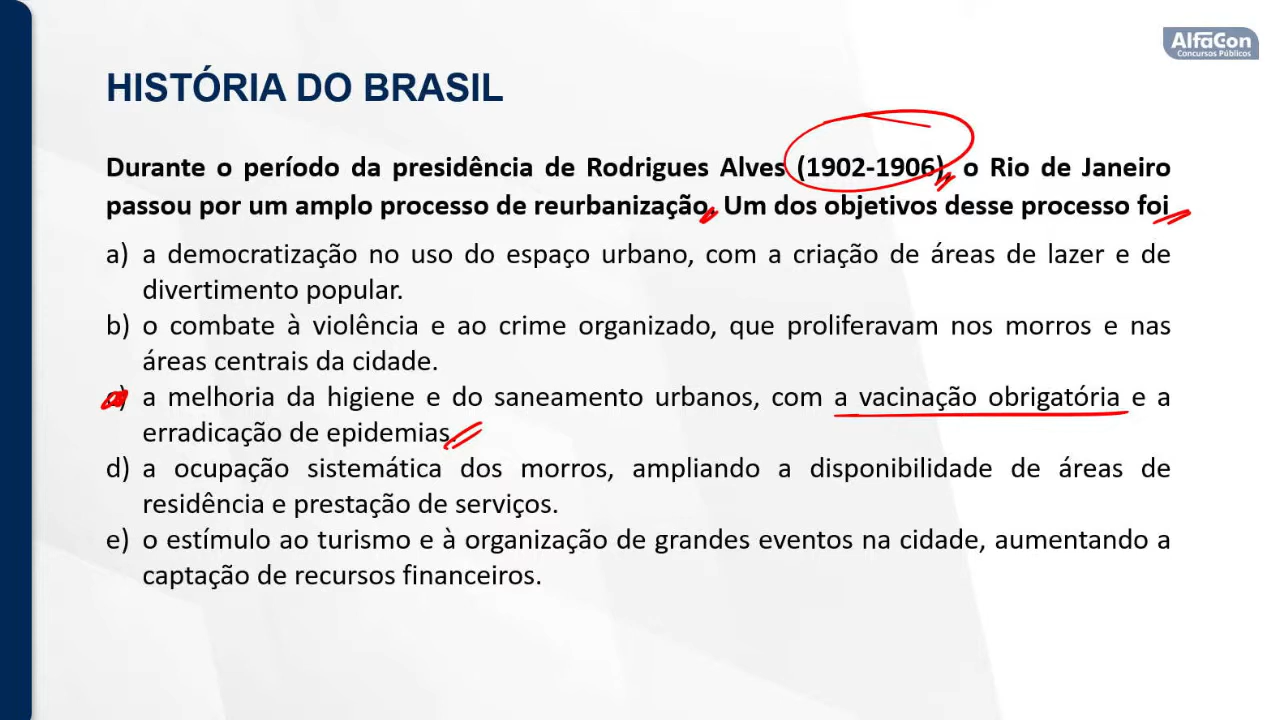 AlfaCon
Concursos Públicos
HISTÓRIA DO BRASIL
Durante o período da presidência de Rodrigues Alves (1902-1906), o Rio de Janeiro
passou por um amplo processo de reurbanização. Um dos objetivos desse processo foi
a) a democratização no uso do espaço urbano, com a criação de áreas de lazer e de
divertimento popular.
b) o combate à violência e ao crime organizado, que proliferavam nos morros e nas
áreas centrais da cidade.
c) a melhoria da higiene e do saneamento urbanos, com a vacinação obrigatória e a
erradicação de epidemias.
d) a ocupação sistemática dos morros, ampliando a disponibilidade de áreas de
residência e prestação de serviços.
e) o estímulo ao turismo e à organização de grandes eventos na cidade, aumentando a
captação de recursos financeiros.